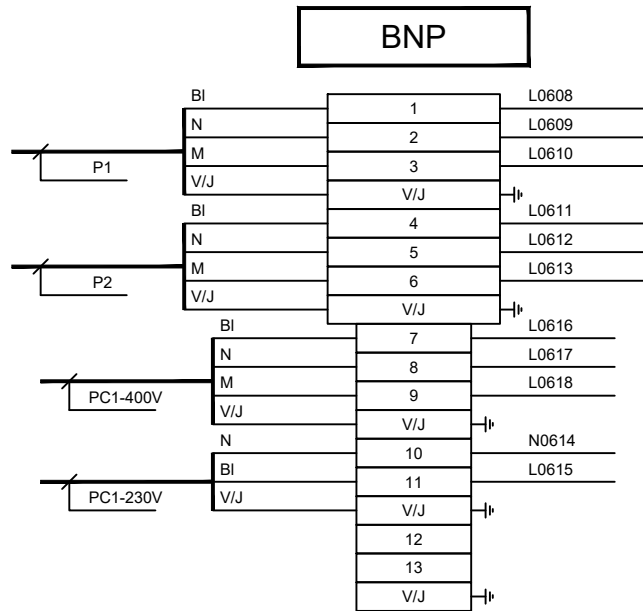 BNP
Bl 1 L0608
N 2 L0609
M 3 L0610
P1
V/J V/J
Bl 4 L0611
N 5 L0612
M 6 L0613
P2
V/J V/J
Bl 7 L0616
N 8 L0617
M 9 L0618
PC1-400V
V/J V/J
N 10 N0614
Bl 11 L0615
PC1-230V
V/J V/J
12
13
V/J